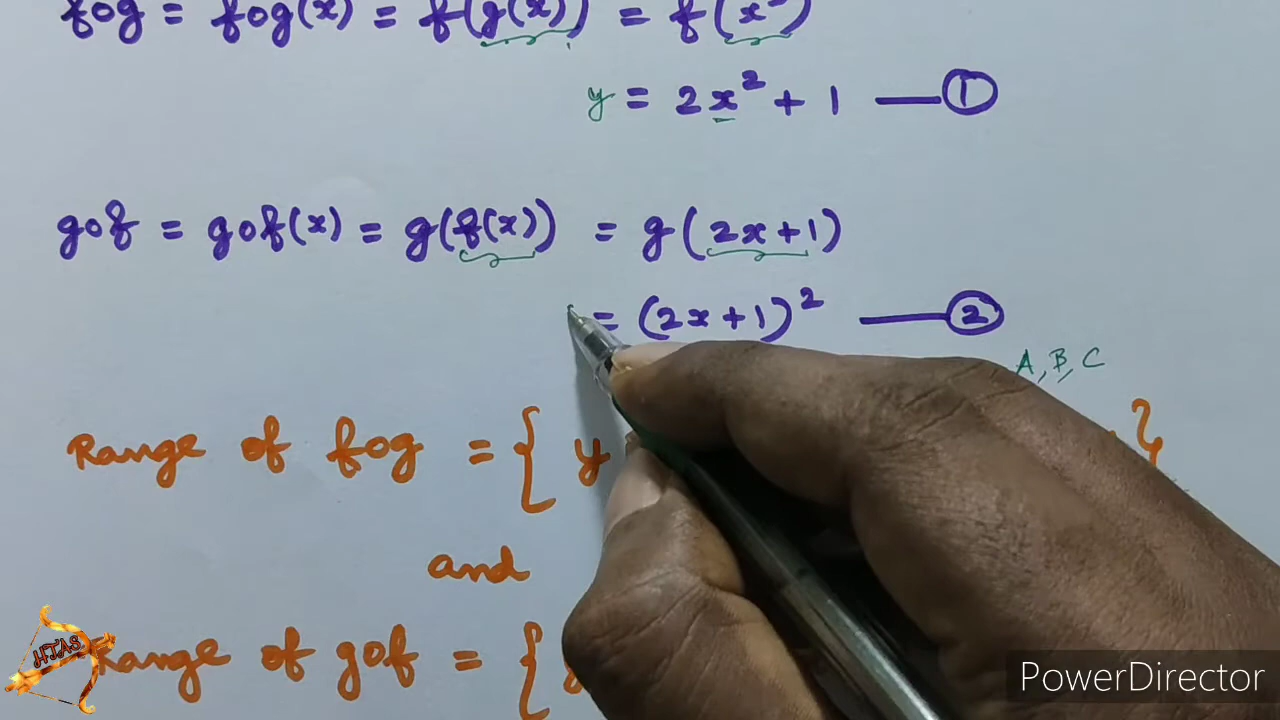 fog = fog(x) = f(g(x)) = f(x²)
y = 2x² + 1 — ①
gof = gof(x) = g(f(x)) = g(2x+1)
= (2x+1)² — ②
A, B, C
Range of fog = { y }
and
Range of gof = {
HTAS
PowerDirector